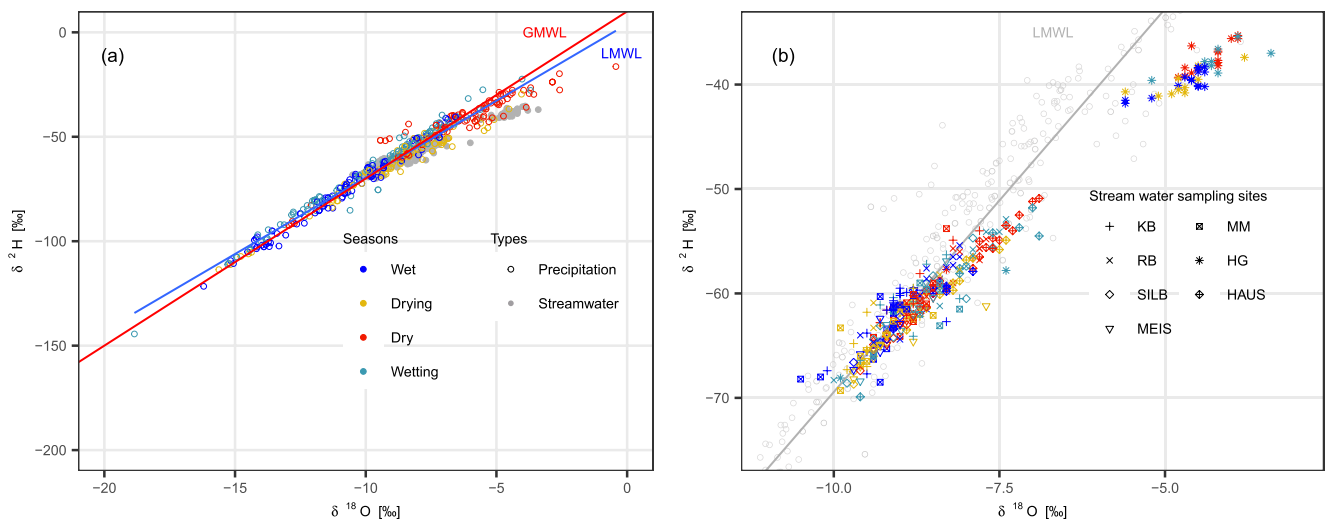 (a)
GMWL
LMWL
0
−50
−100
−150
−200
δ ²H [‰]
Seasons
Types
Wet
Drying
Dry
Wetting
Precipitation
Streamwater
−20
−15
−10
−5
0
δ ¹⁸O [‰]
(b)
LMWL
−40
−50
−60
−70
δ ²H [‰]
Stream water sampling sites
KB
MM
RB
HG
SILB
HAUS
MEIS
−10.0
−7.5
−5.0
δ ¹⁸O [‰]